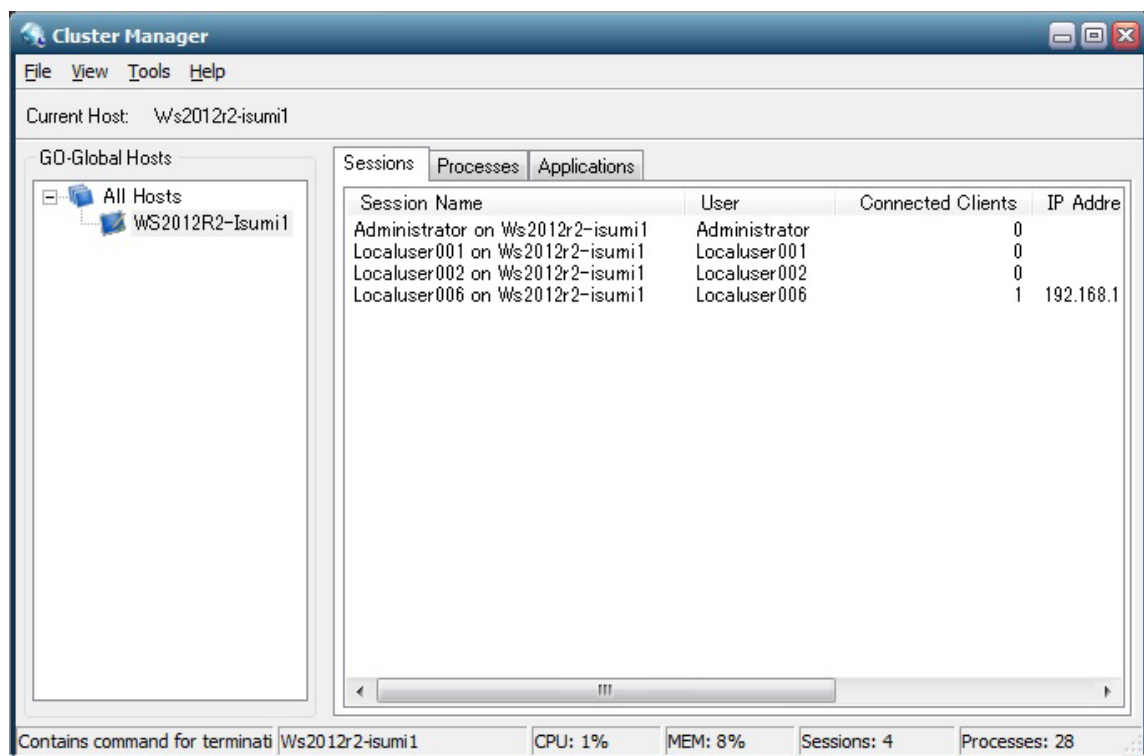 Cluster Manager
File View Tools Help
Current Host: Ws2012r2-isumi1
GO-Global Hosts
All Hosts
WS2012R2-Isumi1
Sessions Processes Applications
Session Name User Connected Clients IP Addre
Administrator on Ws2012r2-isumi1 Administrator 0
Localuser001 on Ws2012r2-isumi1 Localuser001 0
Localuser002 on Ws2012r2-isumi1 Localuser002 0
Localuser006 on Ws2012r2-isumi1 Localuser006 1 192.168.1
Contains command for terminati Ws2012r2-isumi1 CPU: 1% MEM: 8% Sessions: 4 Processes: 28